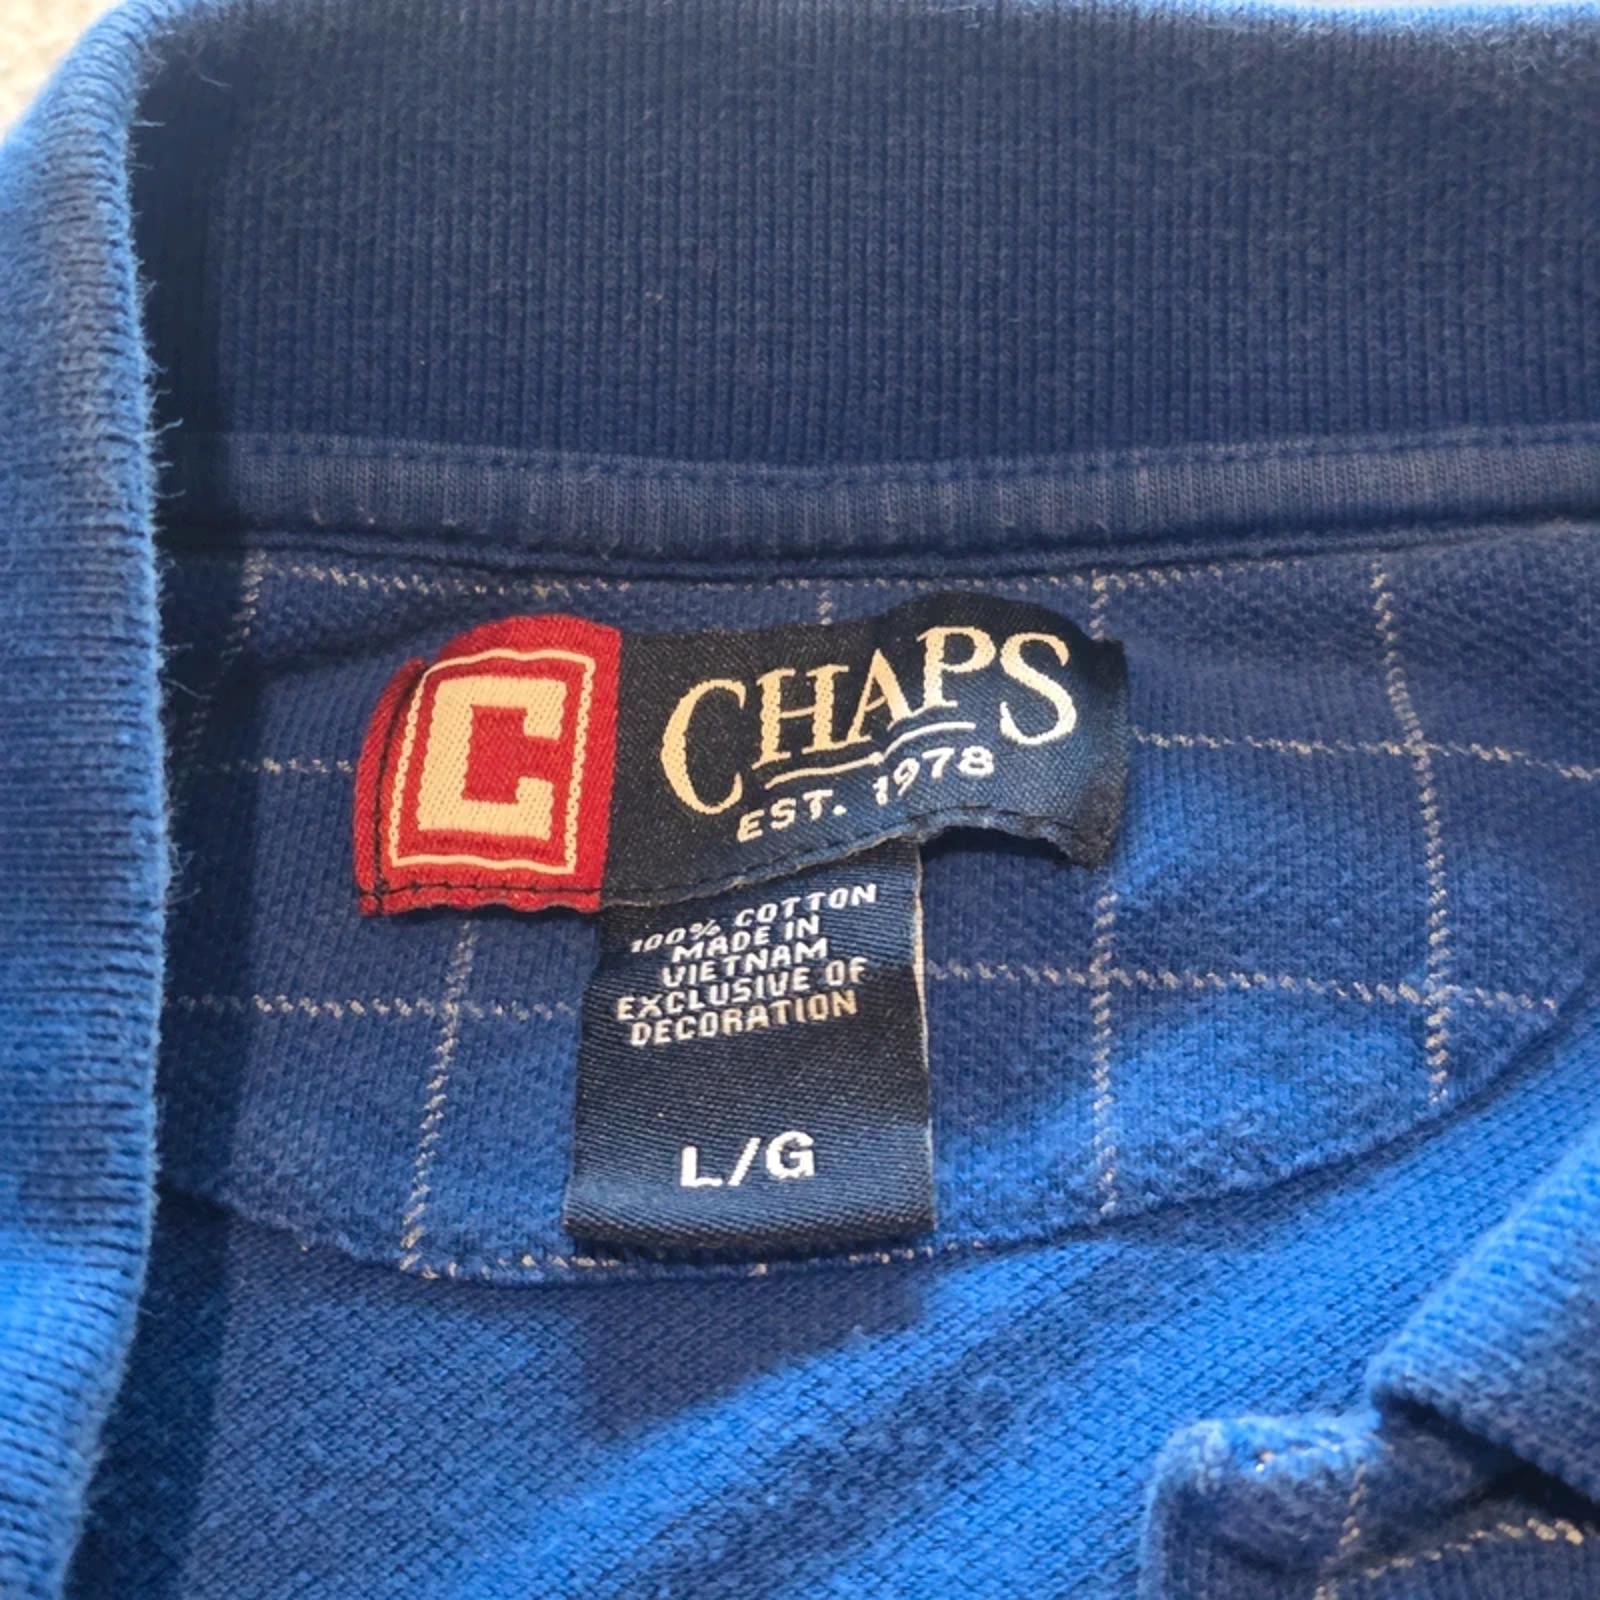 C
CHAPS
EST. 1978
100% COTTON
MADE IN
VIETNAM
EXCLUSIVE OF
DECORATION
L/G